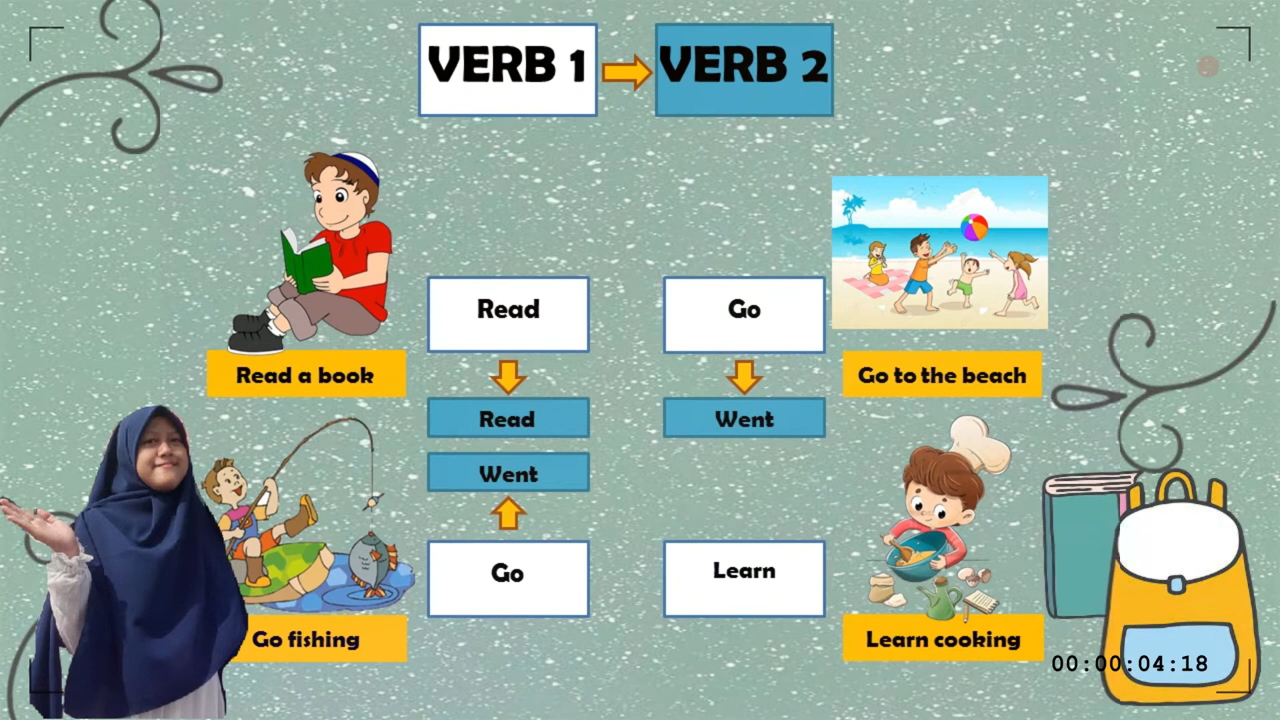 VERB 1
VERB 2
Read
Go
Read a book
Go to the beach
Read
Went
Went
Go
Learn
Go fishing
Learn cooking
00:00:04:18